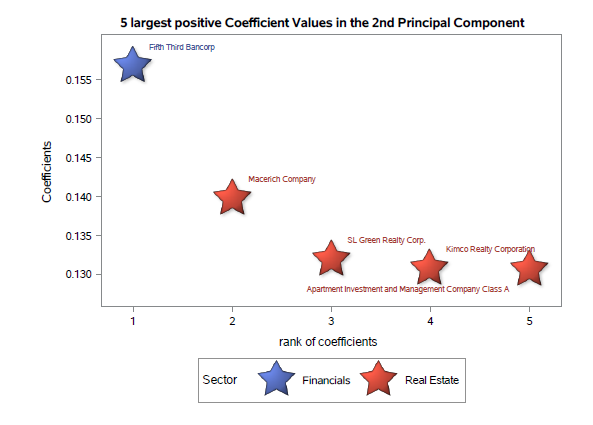 5 largest positive Coefficient Values in the 2nd Principal Component
Fifth Third Bancorp
0.155
0.150
0.145
0.140
0.135
0.130
Coefficients
Macerich Company
SL Green Realty Corp.
Kimco Realty Corporation
Apartment Investment and Management Company Class A
1 2 3 4 5
rank of coefficients
Sector Financials Real Estate